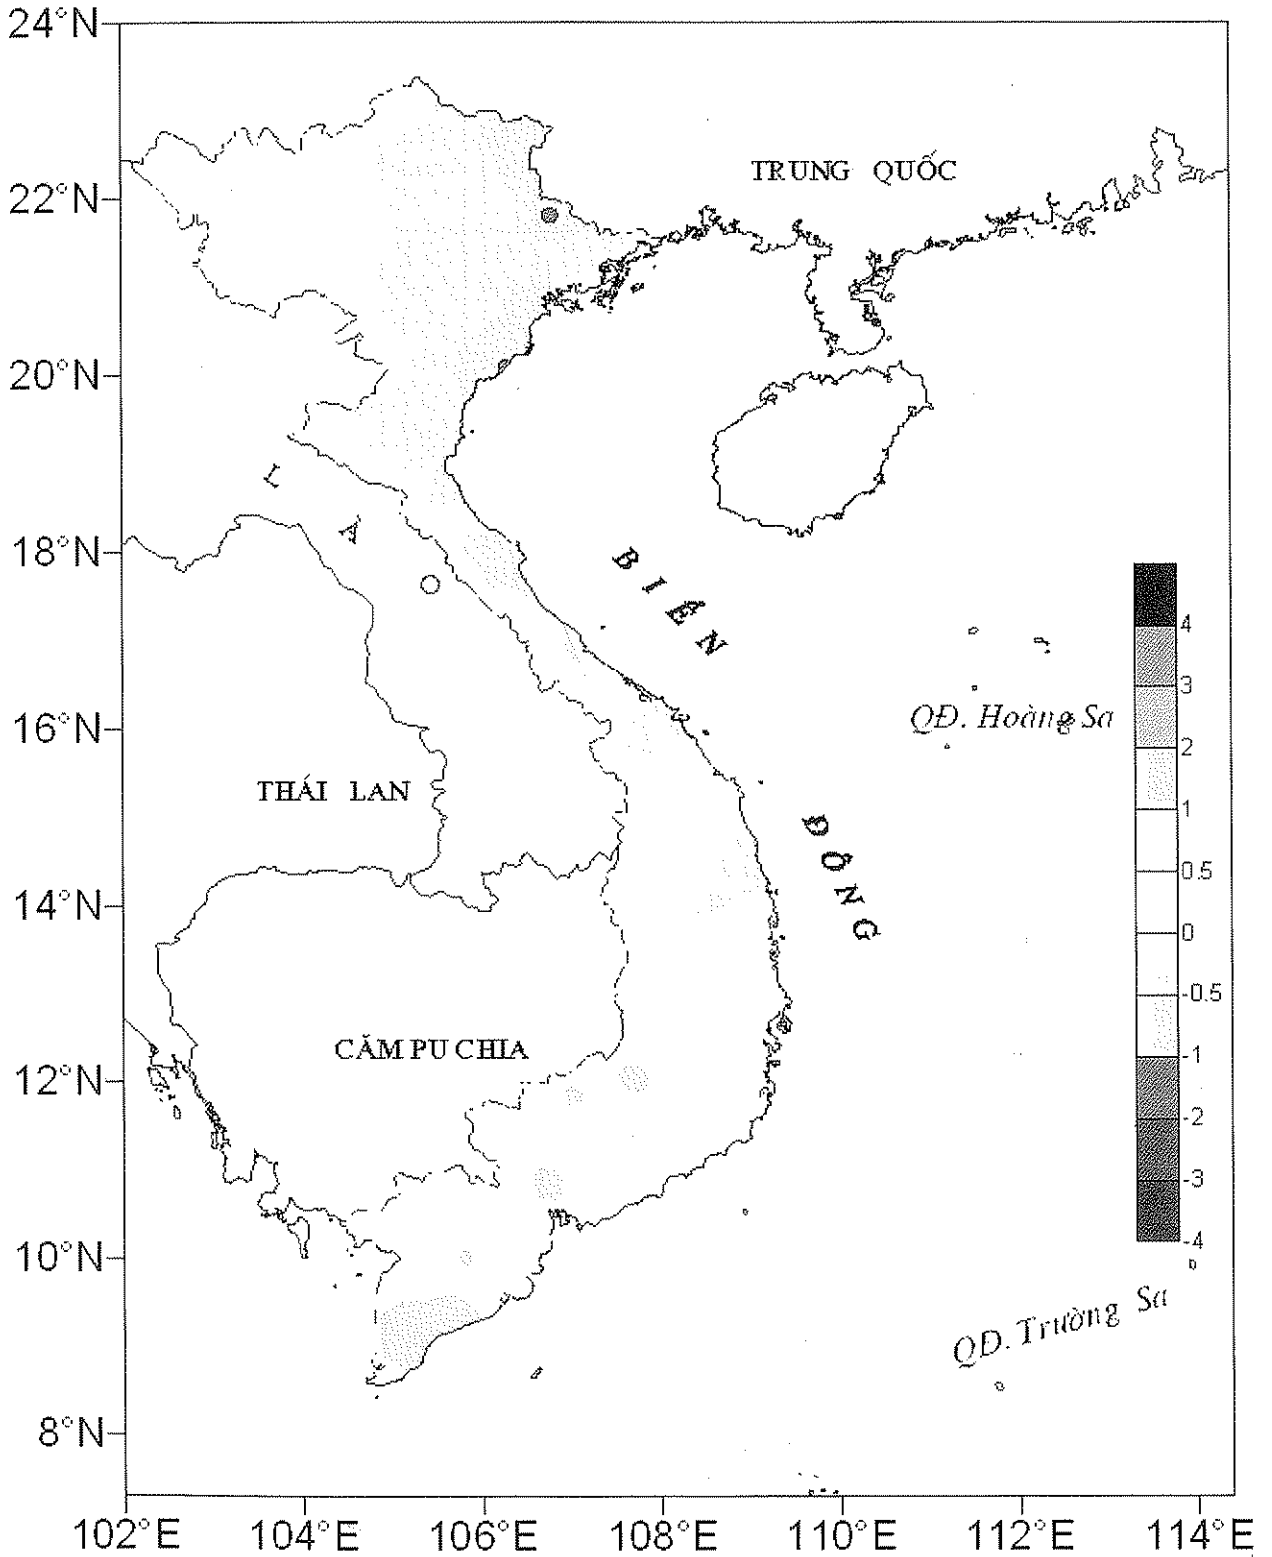 24°N
22°N
20°N
18°N
16°N
14°N
12°N
10°N
8°N
102°E 104°E 106°E 108°E 110°E 112°E 114°E
TRUNG QUỐC
L
A
O
BIỂN
ĐÔNG
QĐ. Hoàng Sa
THÁI LAN
CĂM PU CHIA
QĐ. Trường Sa
4
3
2
1
0.5
0
-0.5
-1
-2
-3
-4